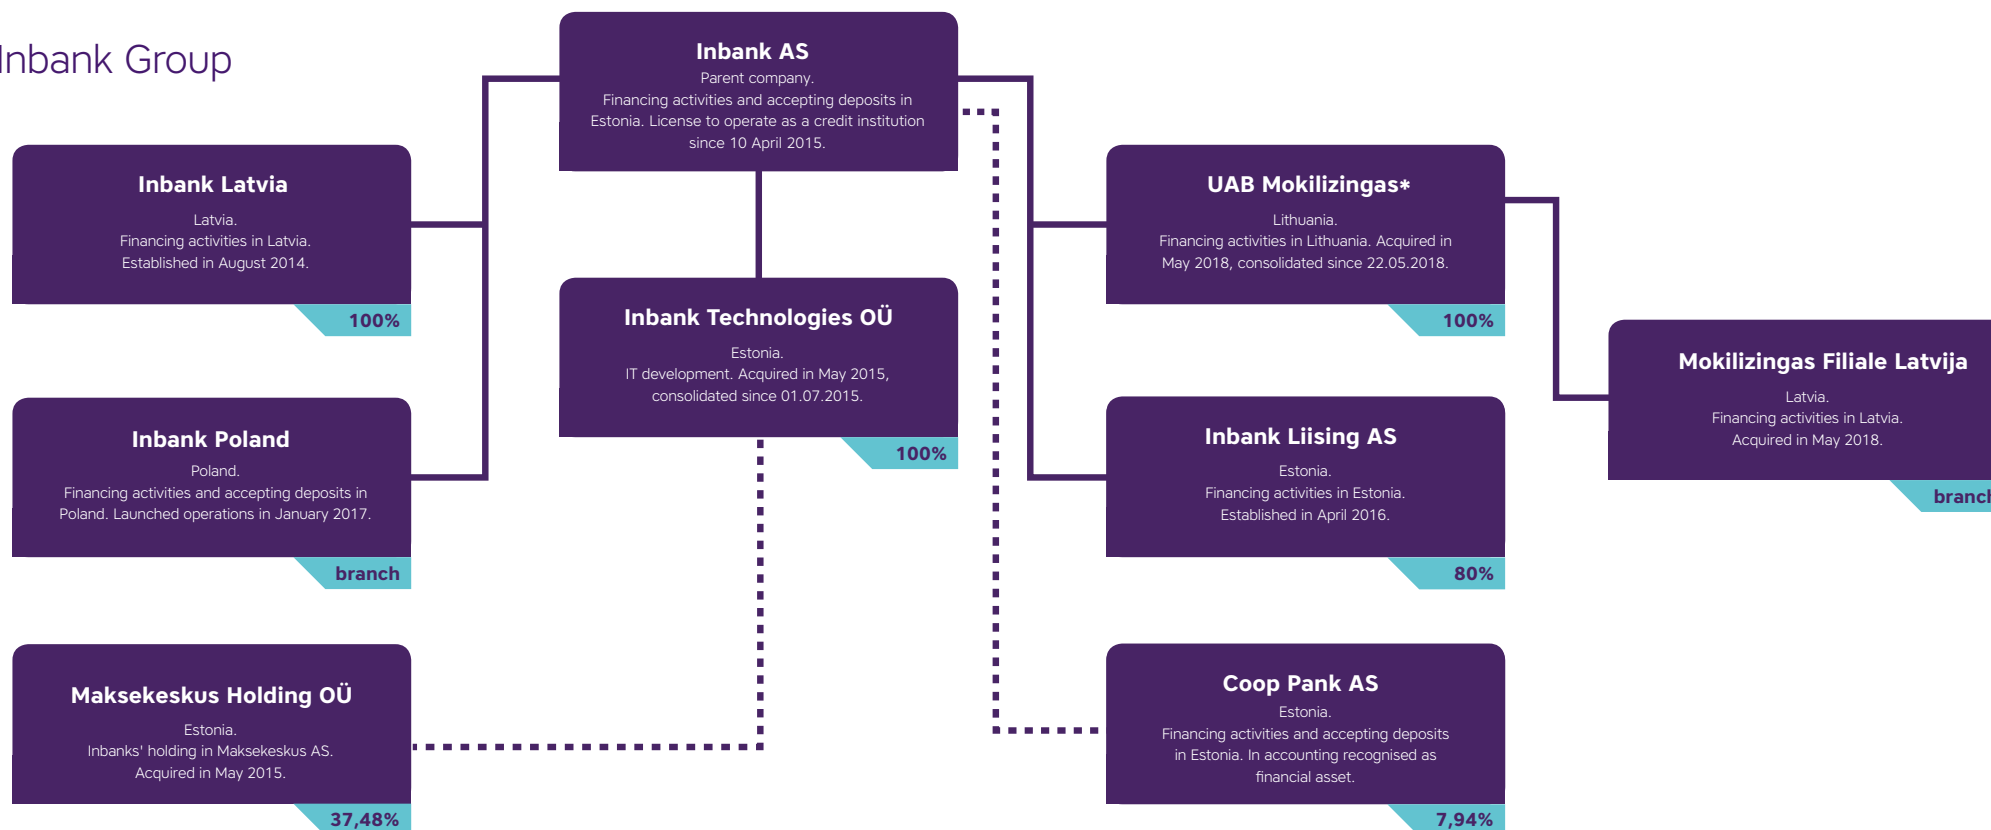 Inbank Group
Inbank AS
Parent company.
Financing activities and accepting deposits in
Estonia. License to operate as a credit institution
since 10 April 2015.
Inbank Latvia
Latvia.
Financing activities in Latvia.
Established in August 2014.
100%
UAB Mokilizingas*
Lithuania.
Financing activities in Lithuania. Acquired in
May 2018, consolidated since 22.05.2018.
100%
Inbank Technologies OÜ
Estonia.
IT development. Acquired in May 2015,
consolidated since 01.07.2015.
100%
Mokilizingas Filiale Latvija
Latvia.
Financing activities in Latvia.
Acquired in May 2018.
branch
Inbank Poland
Poland.
Financing activities and accepting deposits in
Poland. Launched operations in January 2017.
branch
Inbank Liising AS
Estonia.
Financing activities in Estonia.
Established in April 2016.
80%
Maksekeskus Holding OÜ
Estonia.
Inbanks' holding in Maksekeskus AS.
Acquired in May 2015.
37,48%
Coop Pank AS
Estonia.
Financing activities and accepting deposits
in Estonia. In accounting recognised as
financial asset.
7,94%